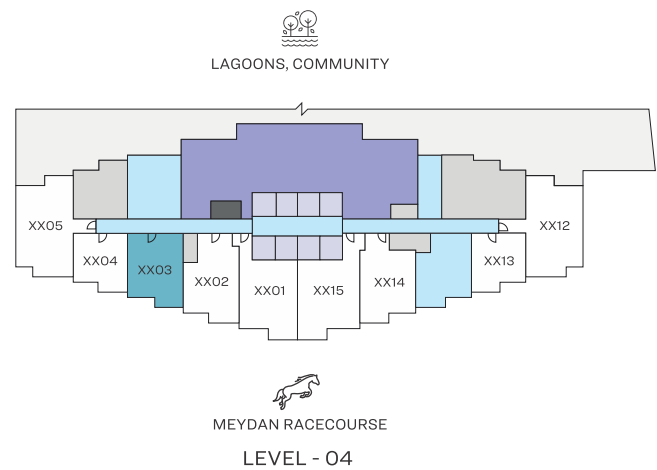 LAGOONS, COMMUNITY
XX05
XX12
XX04
XX03
XX02
XX01
XX15
XX14
XX13
MEYDAN RACECOURSE
LEVEL - 04